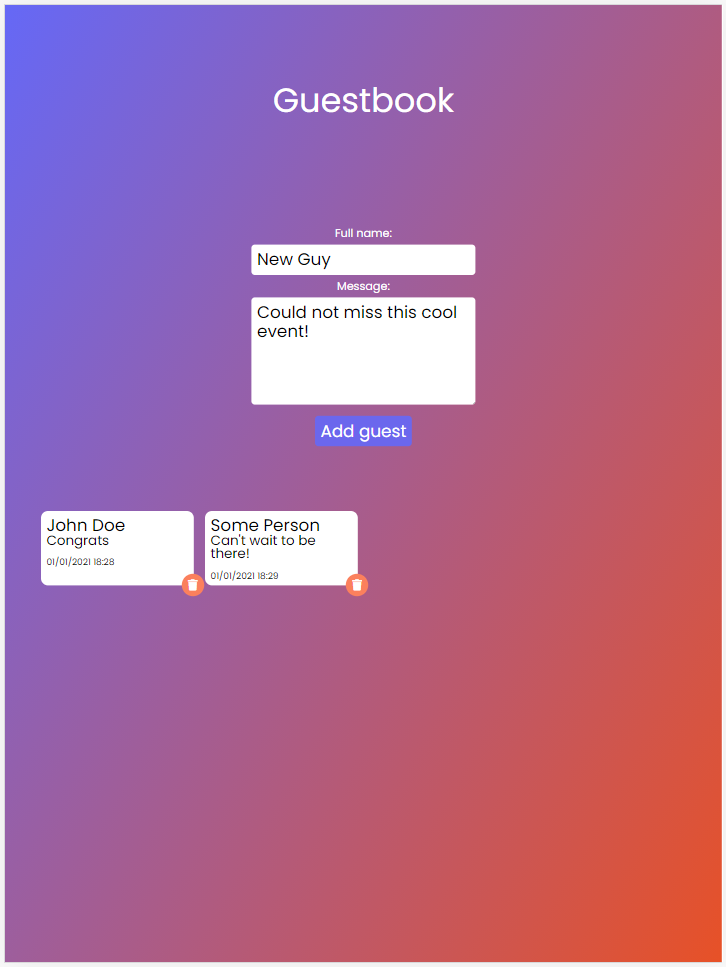 Guestbook
Full name:
New Guy
Message:
Could not miss this cool
event!
Add guest
John Doe
Congrats
01/01/2021 18:28
Some Person
Can't wait to be
there!
01/01/2021 18:29